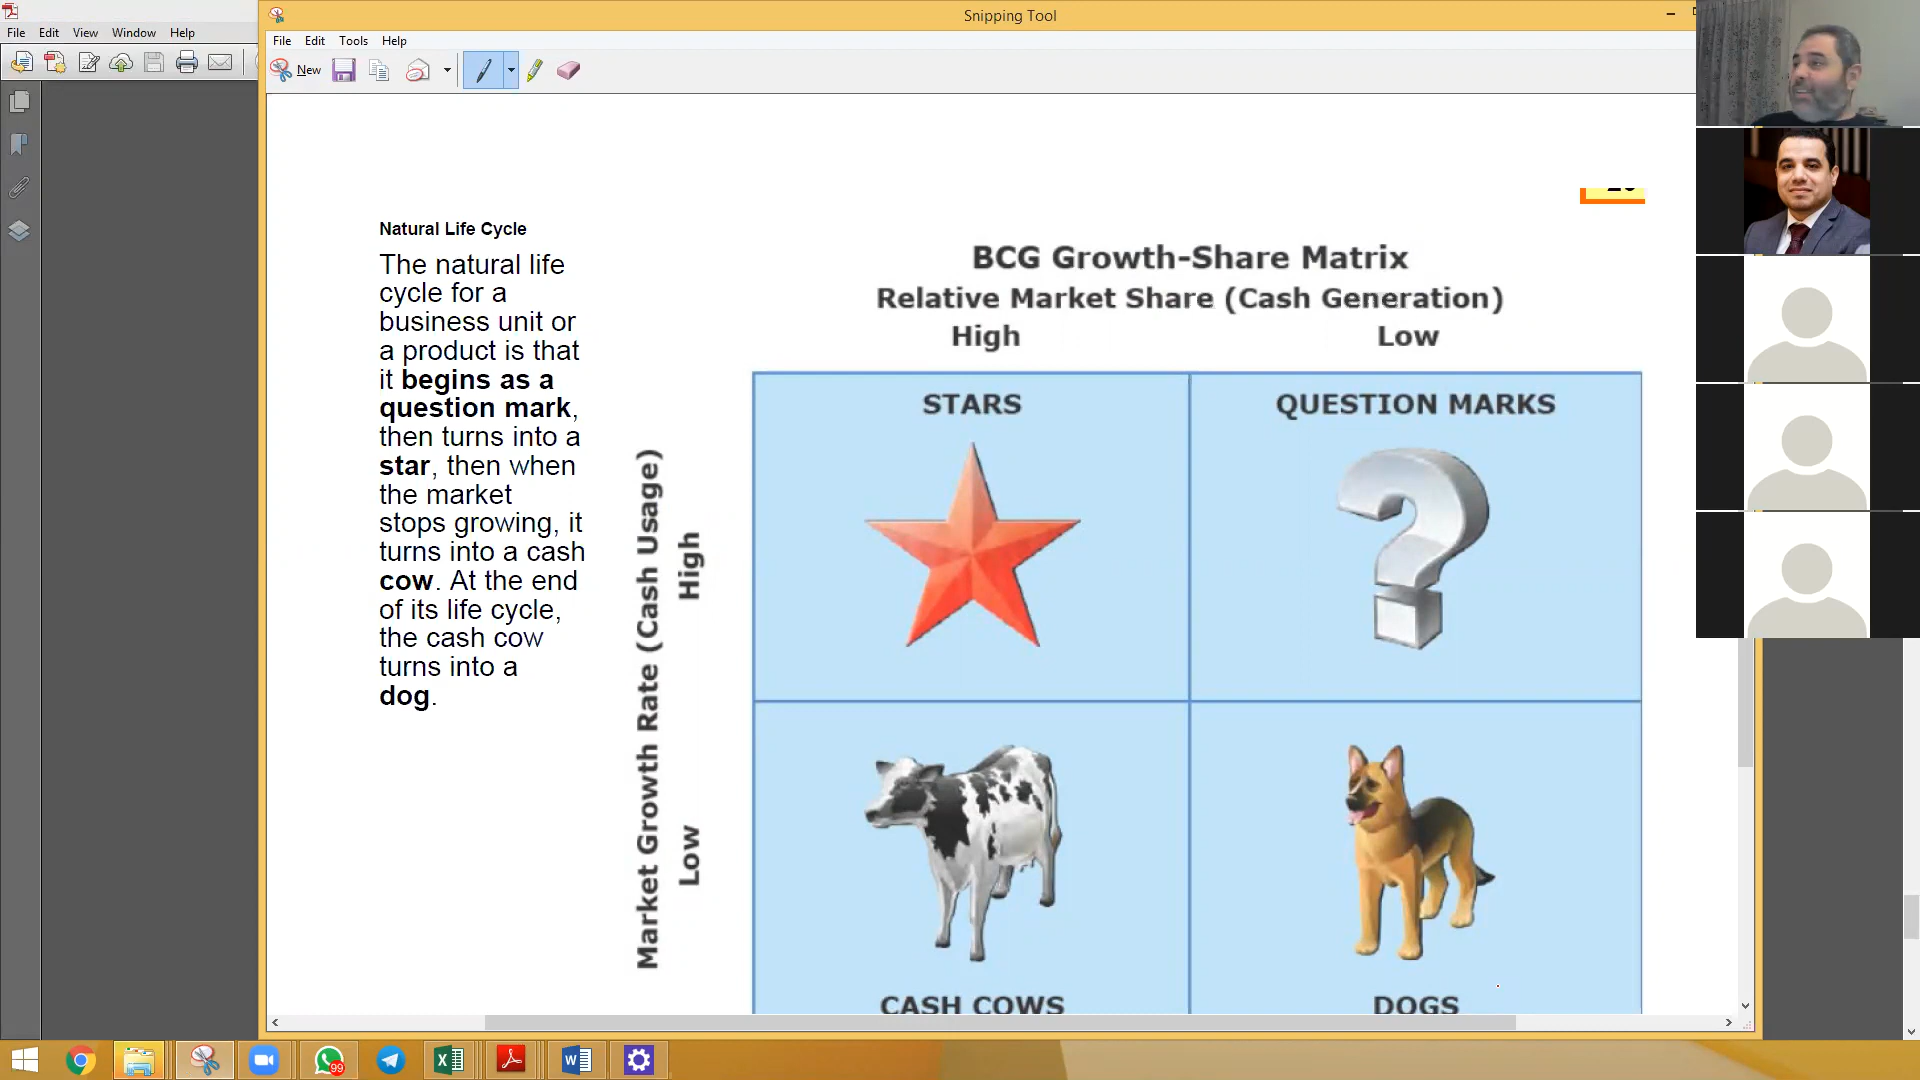 Snipping Tool
File Edit View Window Help
File Edit Tools Help
New
Natural Life Cycle
The natural life
cycle for a
business unit or
a product is that
it begins as a
question mark,
then turns into a
star, then when
the market
stops growing, it
turns into a cash
cow. At the end
of its life cycle,
the cash cow
turns into a
dog.
BCG Growth-Share Matrix
Relative Market Share (Cash Generation)
High Low
Market Growth Rate (Cash Usage)
High
Low
STARS
QUESTION MARKS
CASH COWS
DOGS
99